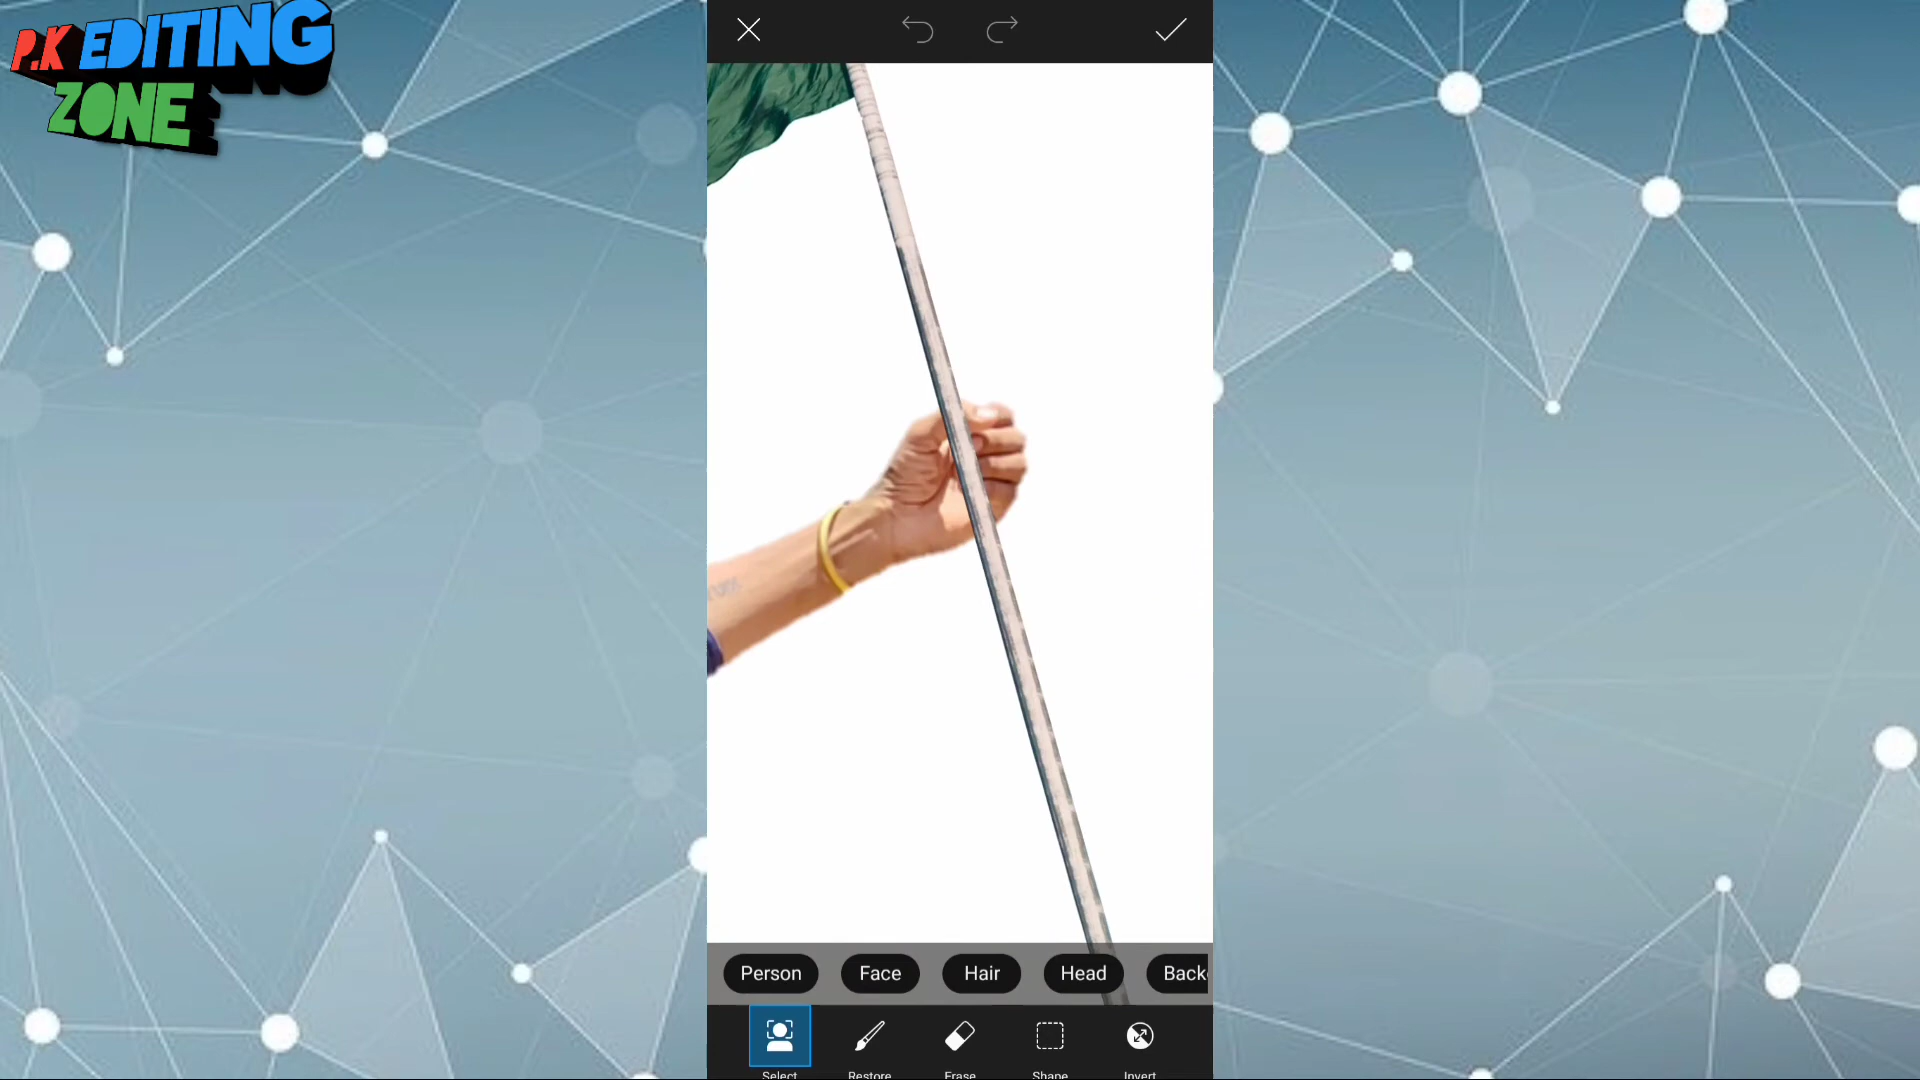 P.K EDITING
ZONE
Person Face Hair Head Back
Select Restore Erase Shape Invert